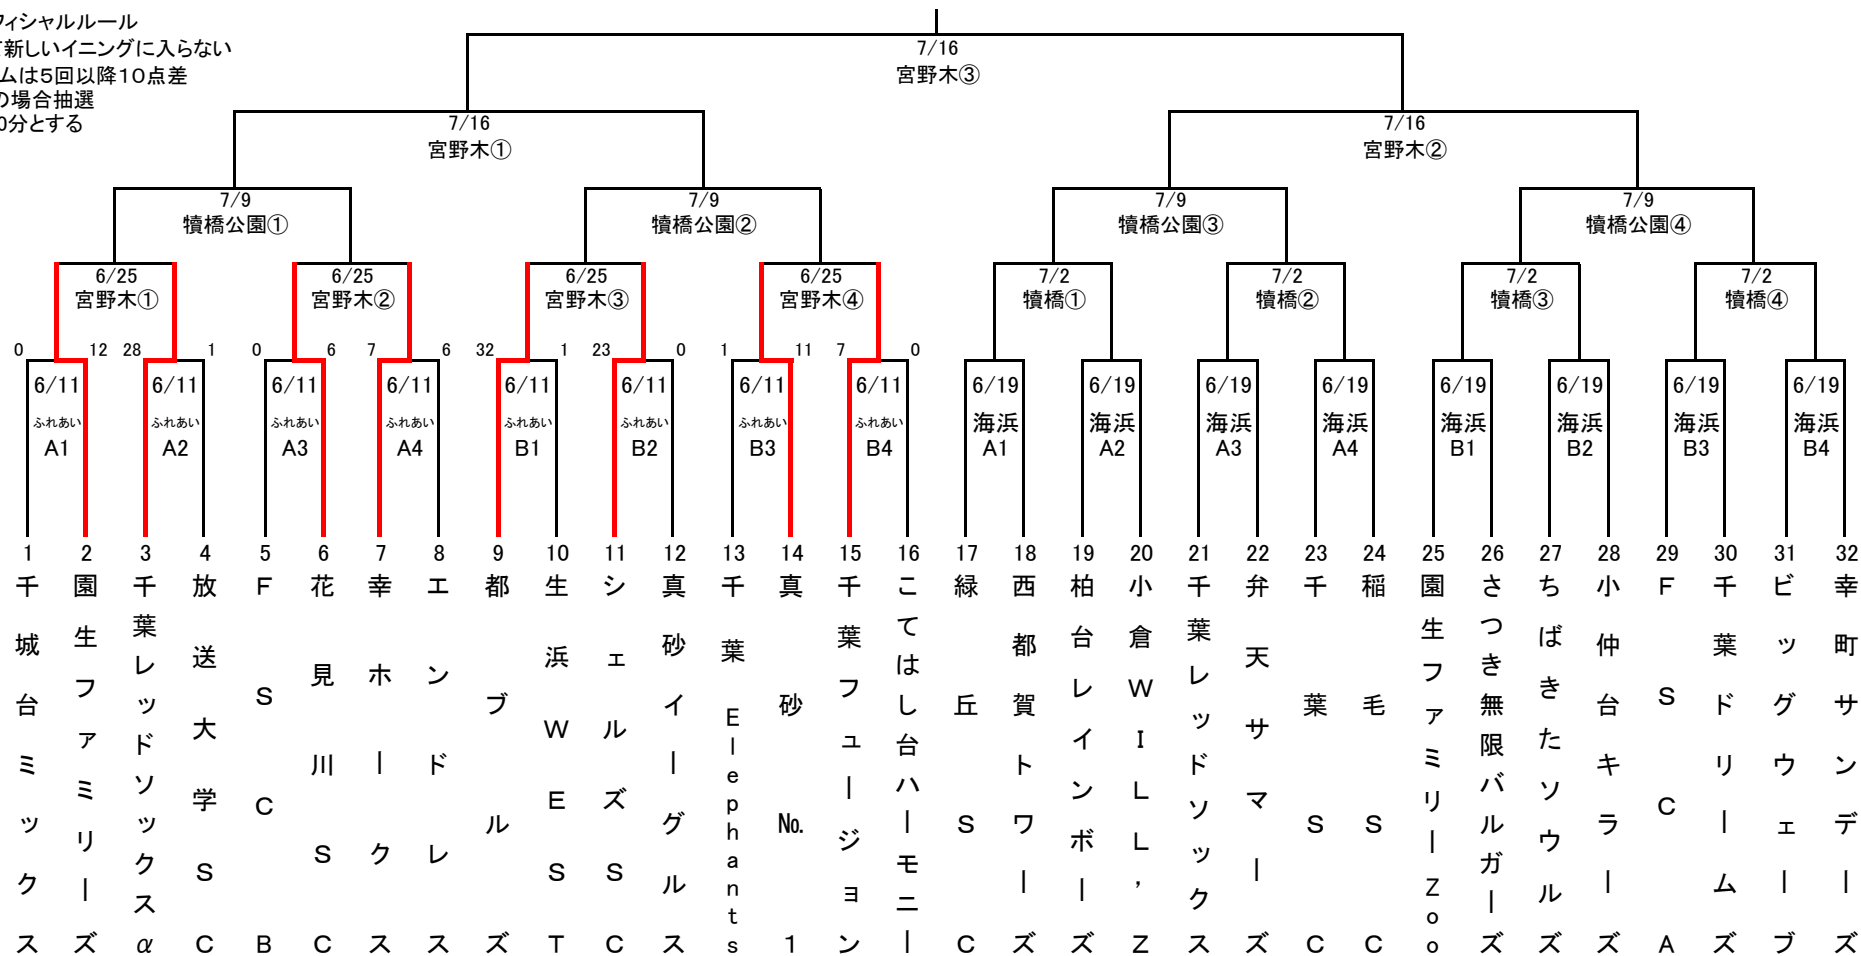 フィシャルルール
て新しいイニングに入らない
ムは5回以降10点差
の場合抽選
0分とする
7/16
宮野木③
7/16
宮野木①
7/16
宮野木②
7/9
犢橋公園①
7/9
犢橋公園②
7/9
犢橋公園③
7/9
犢橋公園④
6/25
宮野木①
6/25
宮野木②
6/25
宮野木③
6/25
宮野木④
7/2
犢橋①
7/2
犢橋②
7/2
犢橋③
7/2
犢橋④
0 12 28 1 0 6 7 6 32 1 23 0 1 11 7 0
6/11
ふれあい
A1
6/11
ふれあい
A2
6/11
ふれあい
A3
6/11
ふれあい
A4
6/11
ふれあい
B1
6/11
ふれあい
B2
6/11
ふれあい
B3
6/11
ふれあい
B4
6/19
海浜
A1
6/19
海浜
A2
6/19
海浜
A3
6/19
海浜
A4
6/19
海浜
B1
6/19
海浜
B2
6/19
海浜
B3
6/19
海浜
B4
1
千城台ミックス
2
園生ファミリーズ
3
千葉レッドソックスα
4
放送大学SC
5
FSCB
6
花見川SC
7
幸ホークス
8
エンドレス
9
都ブルズ
10
生浜WEST
11
シェルズSC
12
真砂イーグルス
13
千葉Elephants
14
真砂№1
15
千葉フュージョン
16
こてはし台ハーモニー
17
緑丘SC
18
西都賀トワーズ
19
柏台レインボーズ
20
小倉WILL’Z
21
千葉レッドソックス
22
弁天サマーズ
23
千葉SC
24
稲毛SC
25
園生ファミリーZoo
26
さつき無限バルガーズ
27
ちばきたソウルズ
28
小仲台キラーズ
29
FSCA
30
千葉ドリームズ
31
ビッグウェーブ
32
幸町サンデーズ